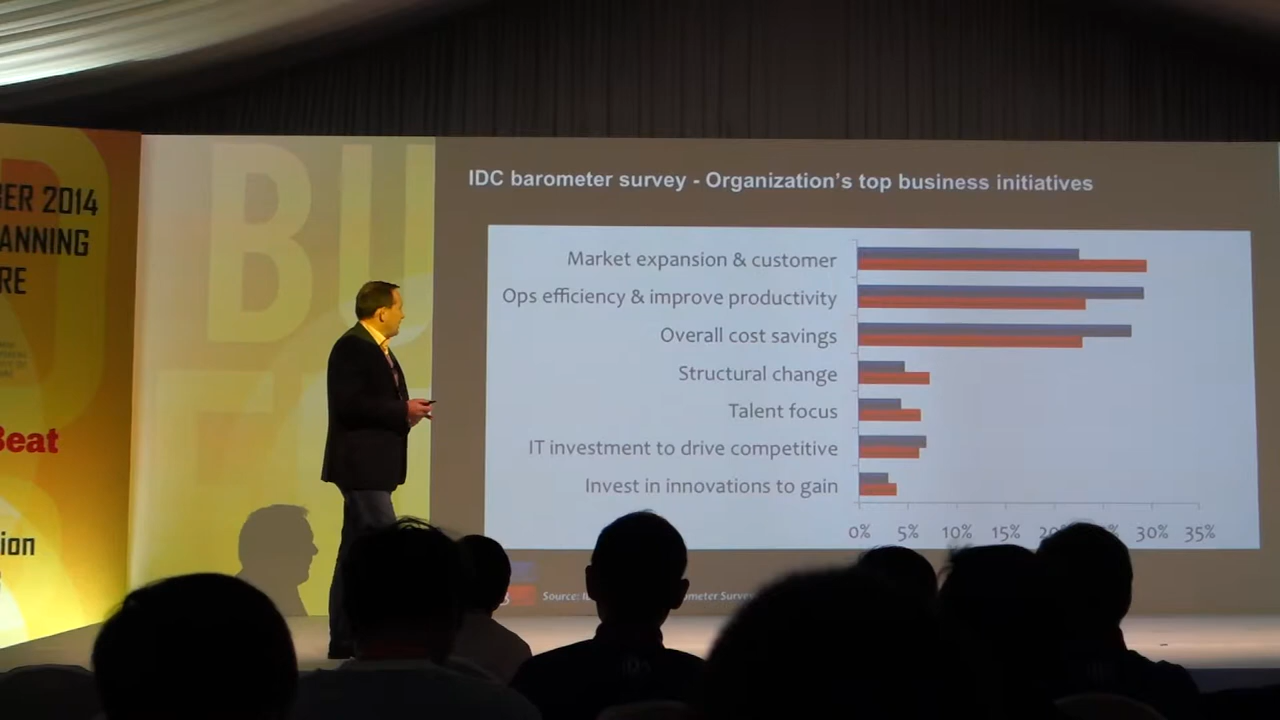 BER 2014
ANNING
RE
Beat
ion
BU
IDC barometer survey - Organization's top business initiatives
Market expansion & customer
Ops efficiency & improve productivity
Overall cost savings
Structural change
Talent focus
IT investment to drive competitive
Invest in innovations to gain
0% 5% 10% 15% 30% 35%
Source: